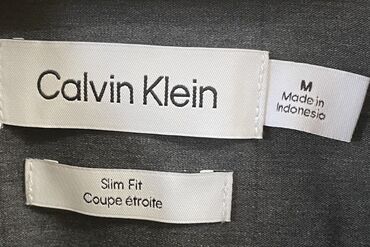 Calvin Klein
M
Made in
Indonesia
Slim Fit
Coupe étroite